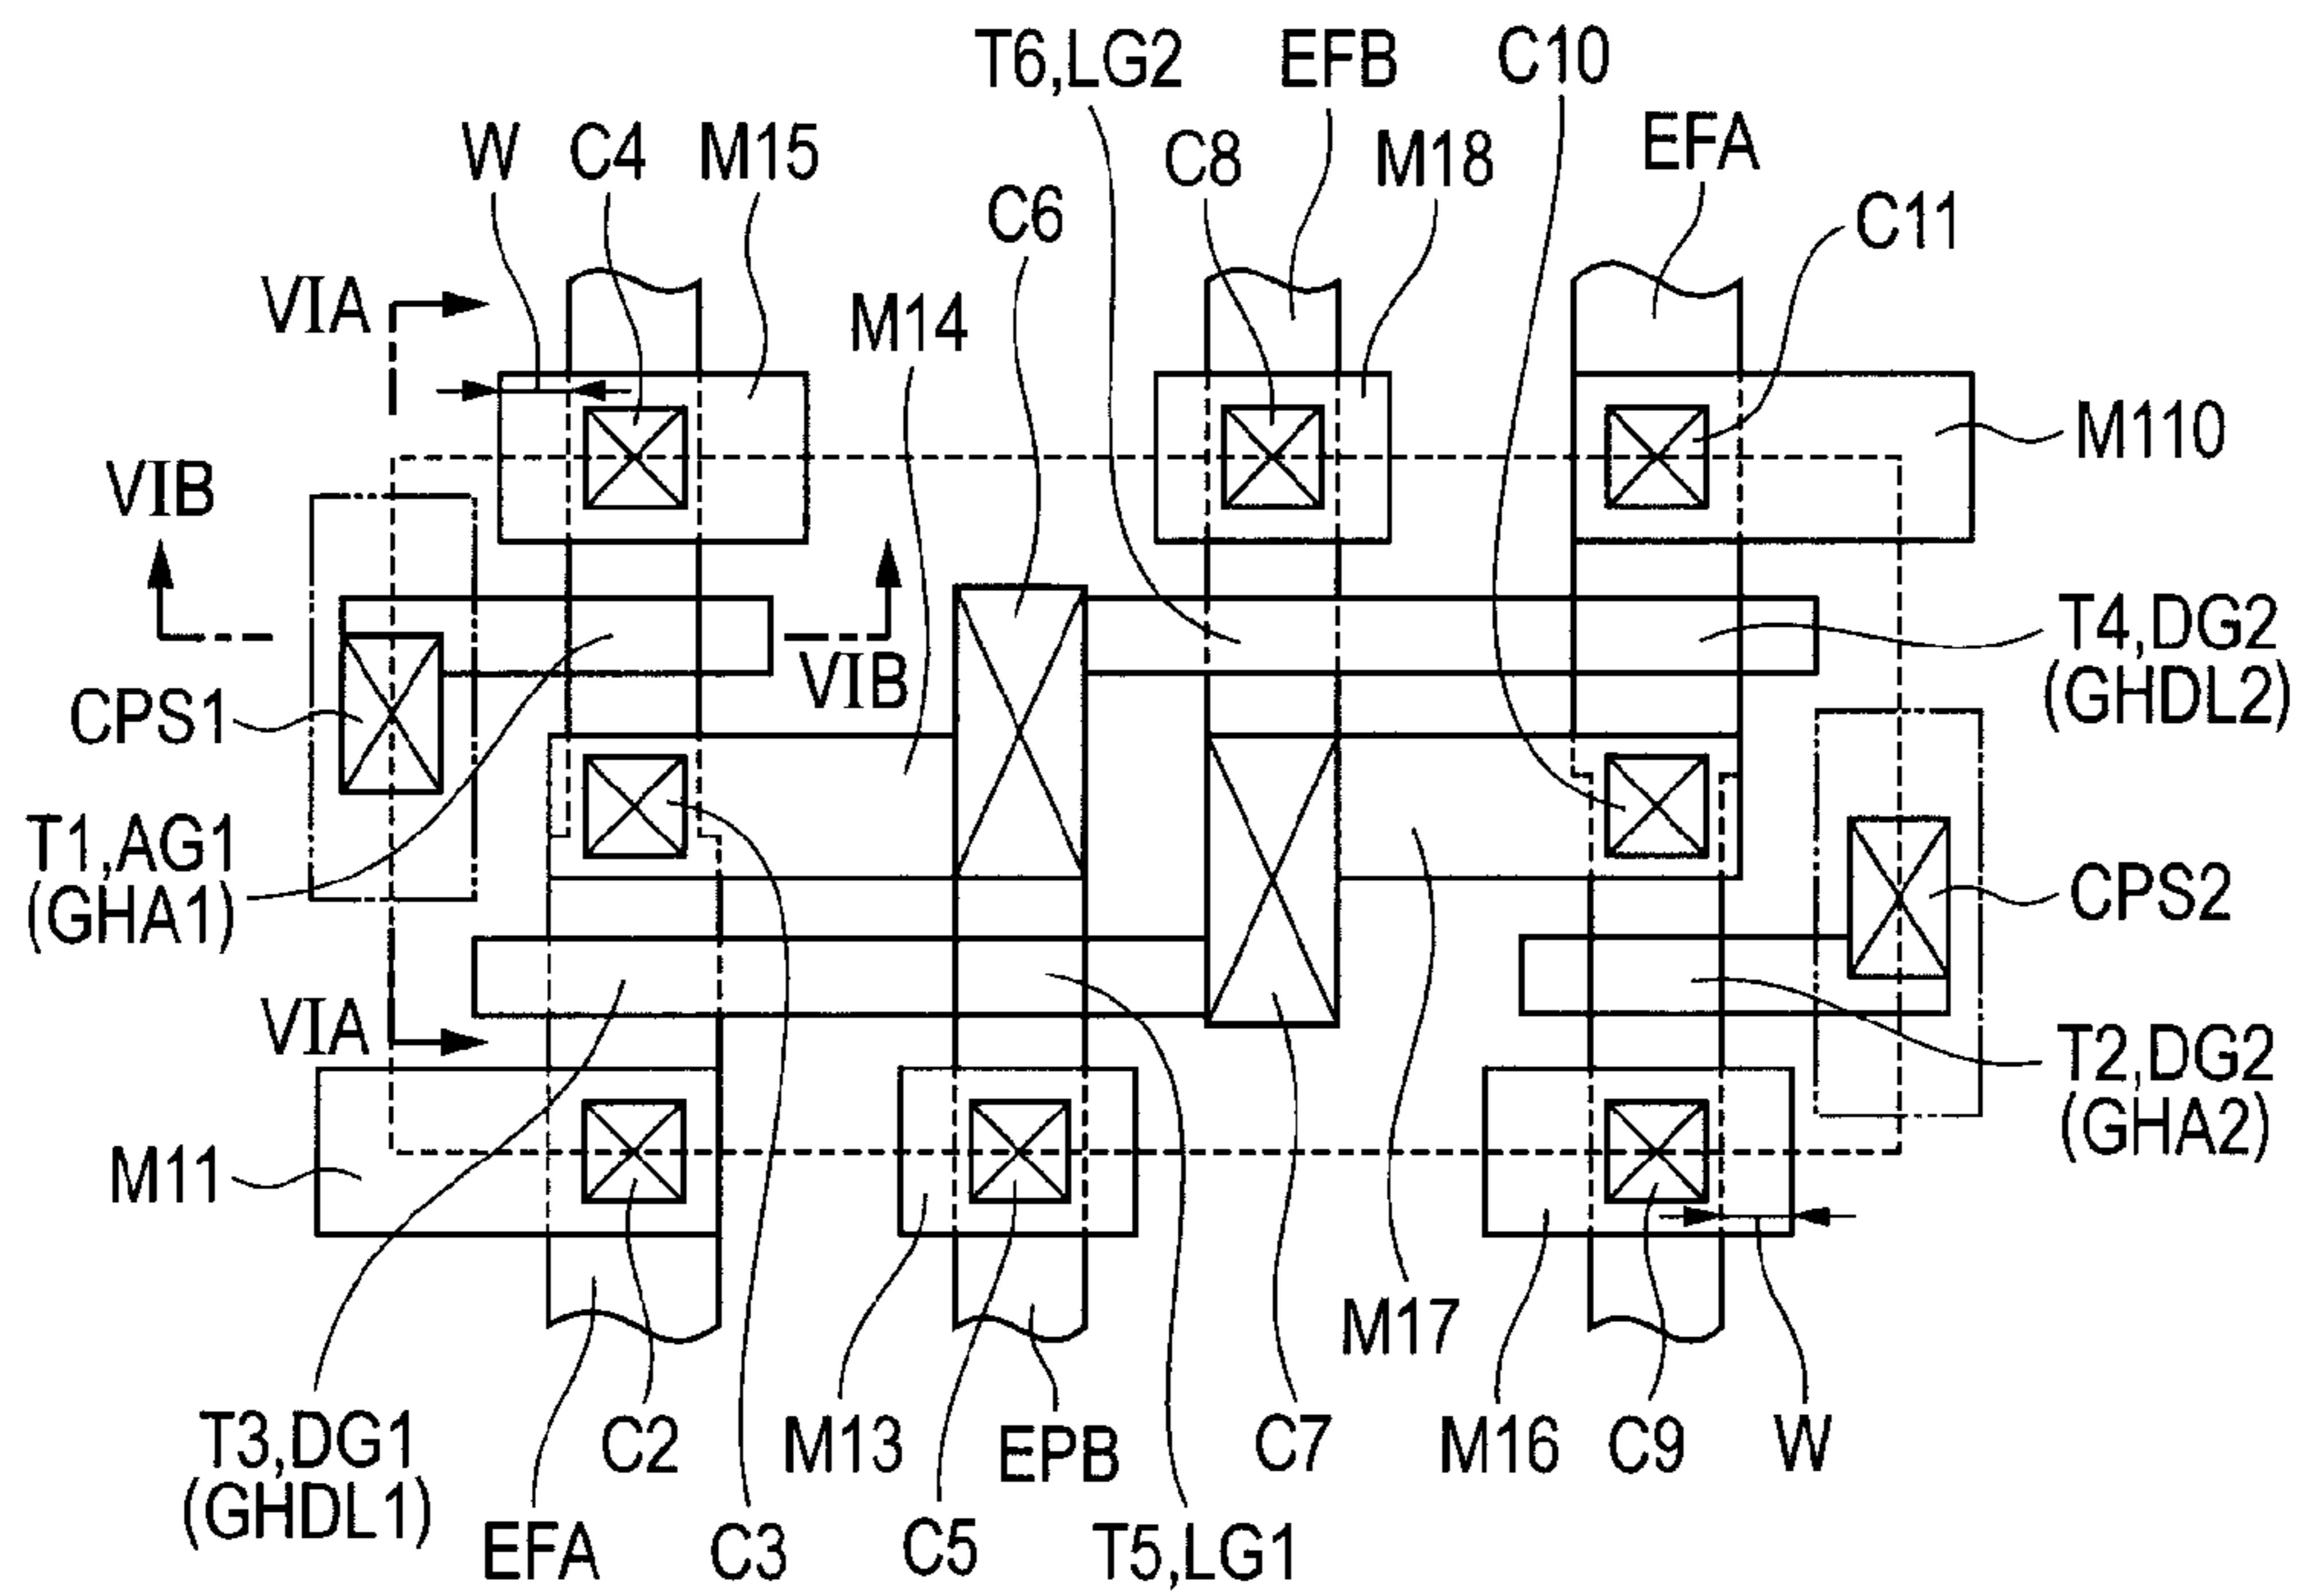 T6,LG2
EFB
C10
W
C4
M15
C8
M18
EFA
C6
C11
VIA
M14
M110
VIB
T4,DG2
(GHDL2)
CPS1
VIB
T1,AG1
(GHA1)
CPS2
VIA
T2,DG2
(GHA2)
M11
M17
T3,DG1
(GHDL1)
C2
M13
EPB
C7
M16
C9
W
EFA
C3
C5
T5,LG1